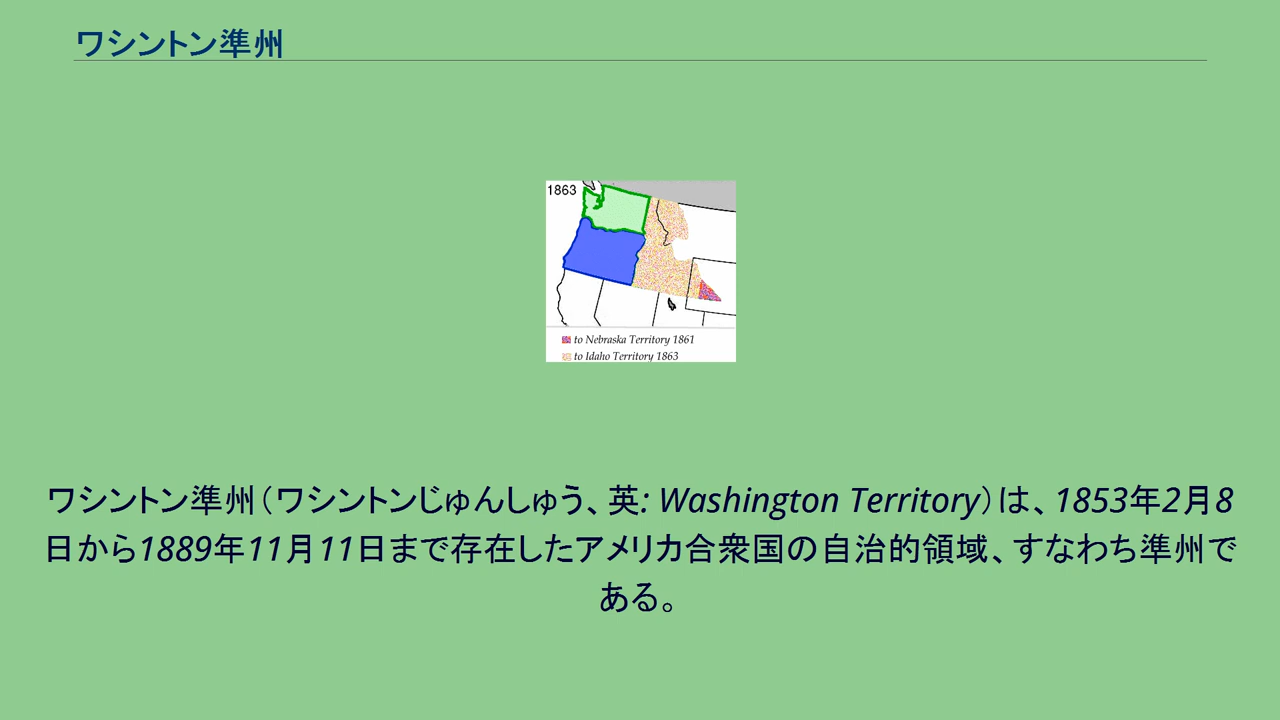 ワシントン準州
1863
to Nebraska Territory 1861
to Idaho Territory 1863
ワシントン準州（ワシントンじゅんしゅう、英: Washington Territory）は、1853年2月8
日から1889年11月11日まで存在したアメリカ合衆国の自治的領域、すなわち準州で
ある。